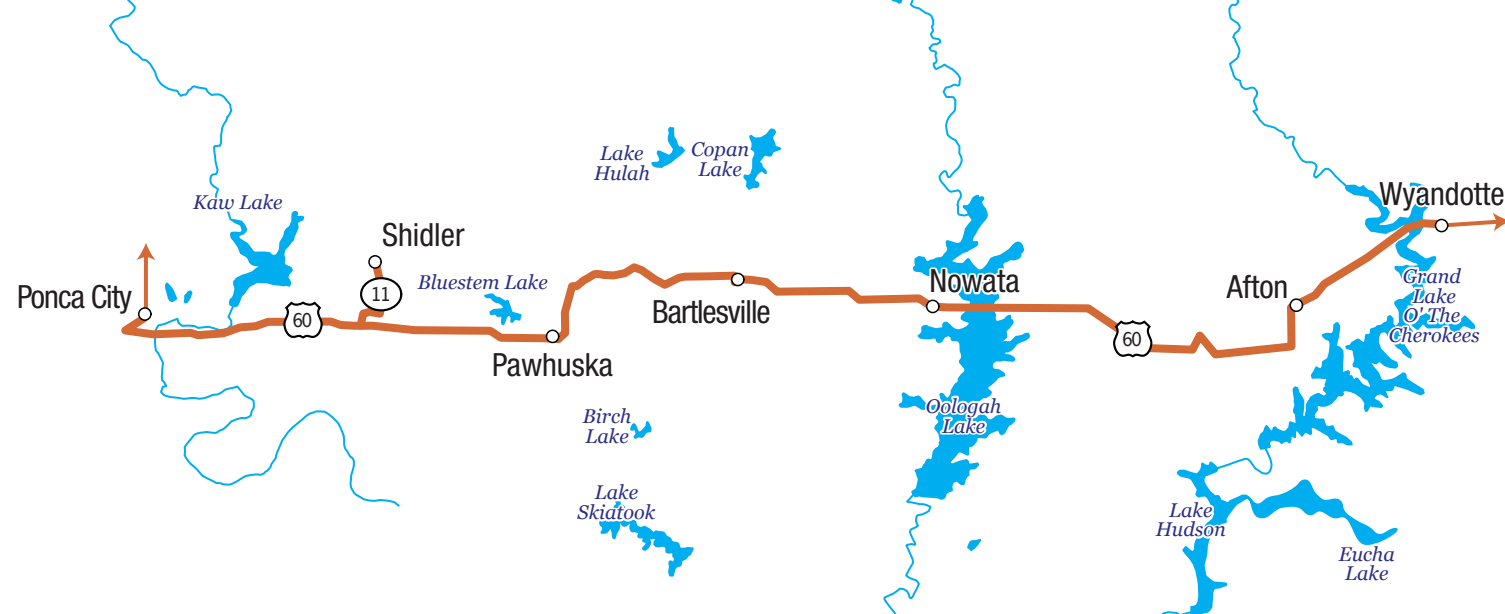 Lake
Hulah
Copan
Lake
Kaw Lake
Wyandotte
Shidler
Bluestem Lake
Nowata
Grand
Lake
O' The
Cherokees
Ponca City
11
Afton
Bartlesville
60
60
Pawhuska
Birch
Lake
Oologah
Lake
Lake
Skiatook
Lake
Hudson
Eucha
Lake